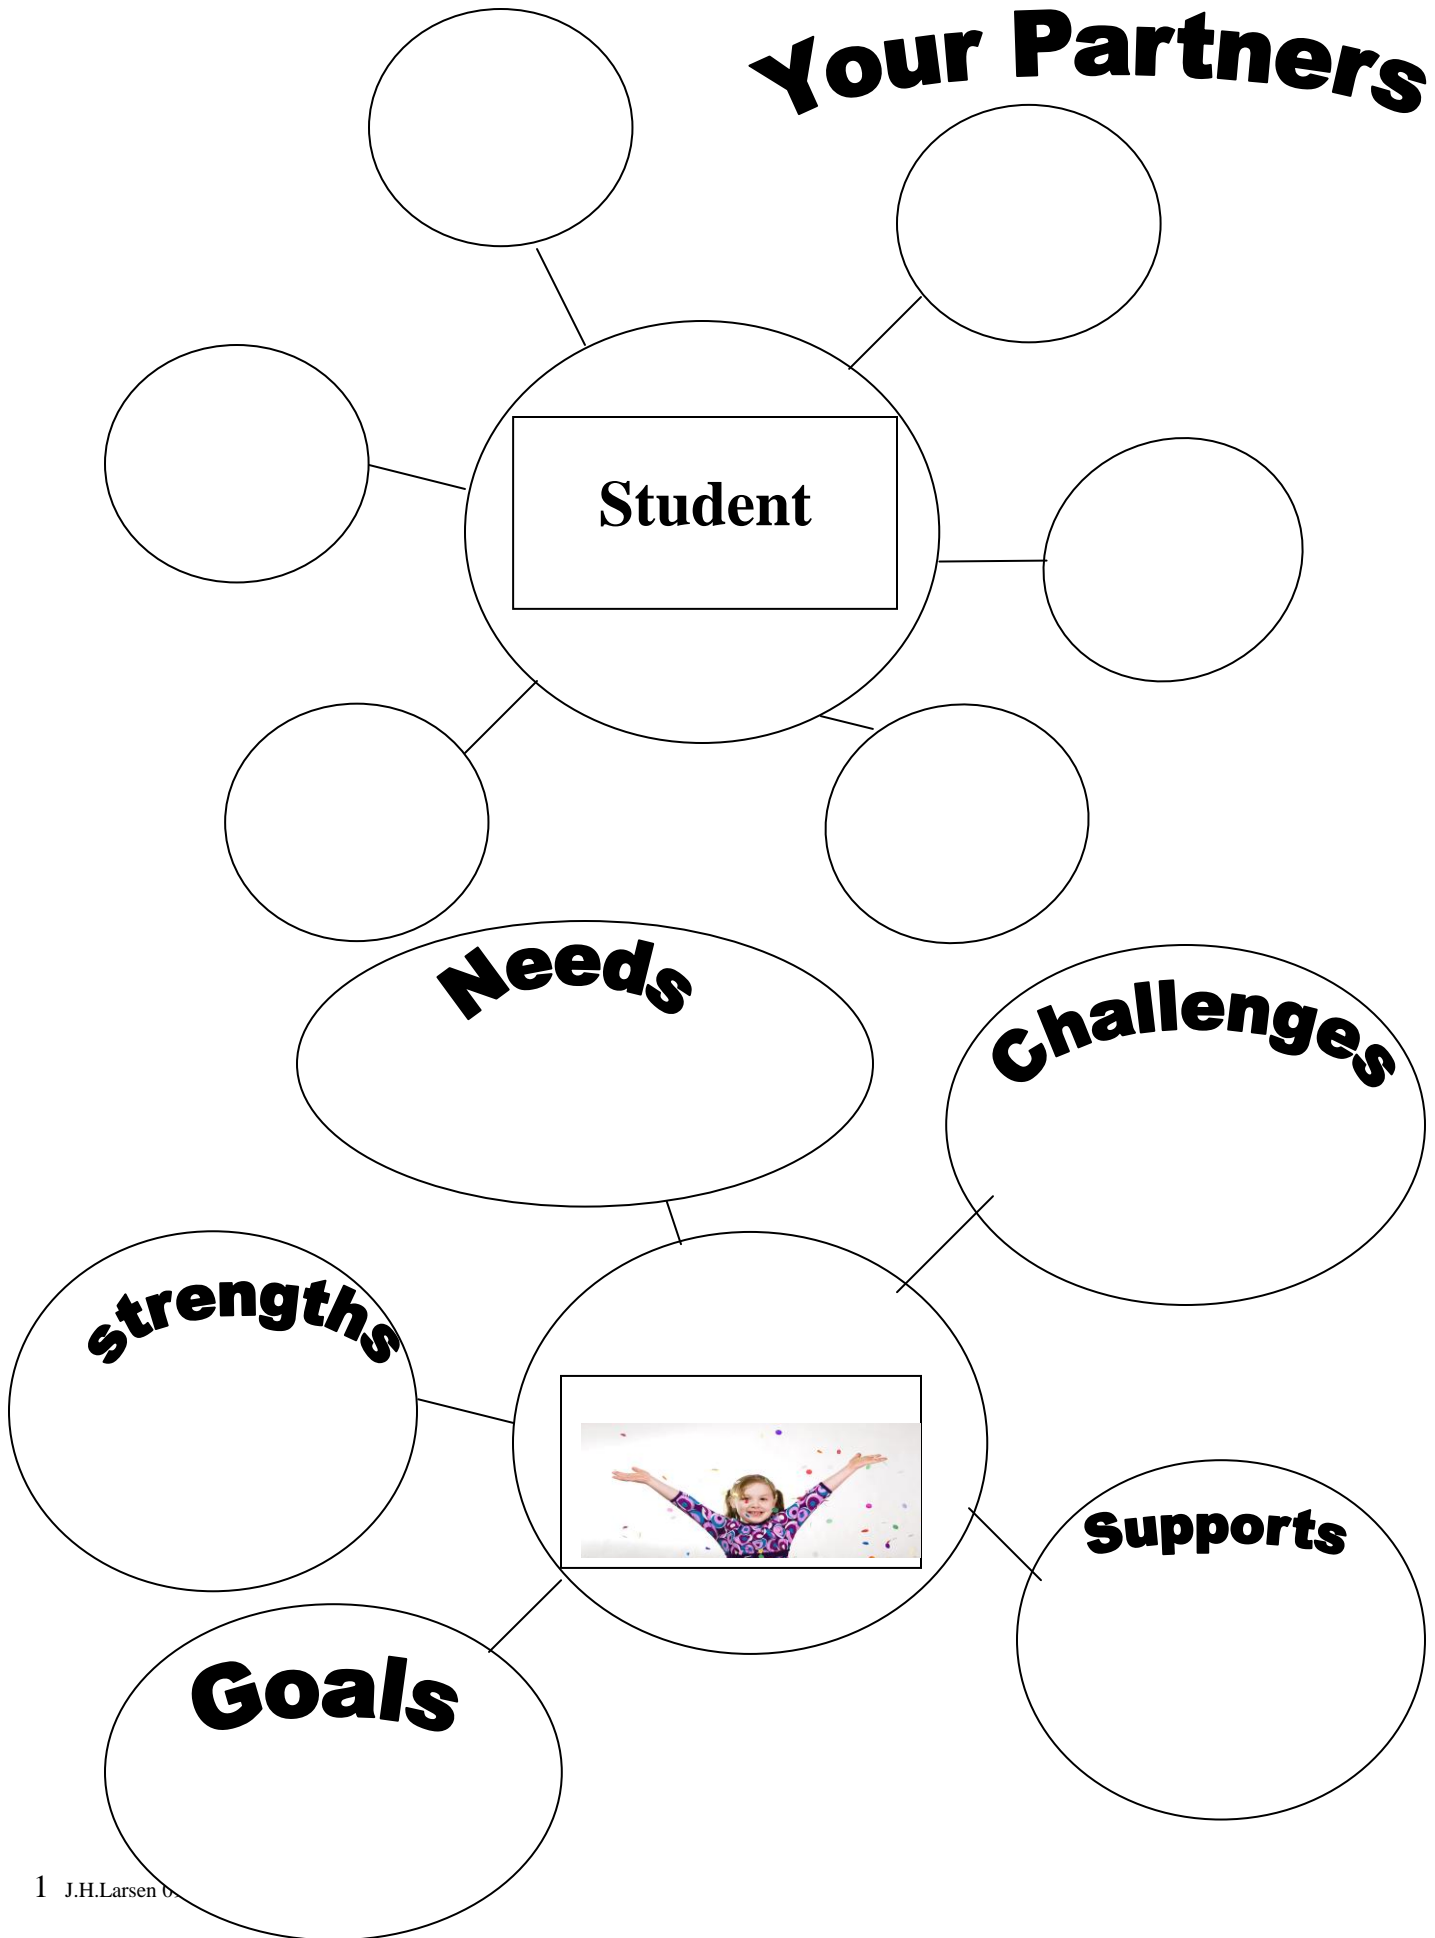 Your Partners
Student
Needs
Challenges
strengths
Supports
Goals
1 J.H.Larsen